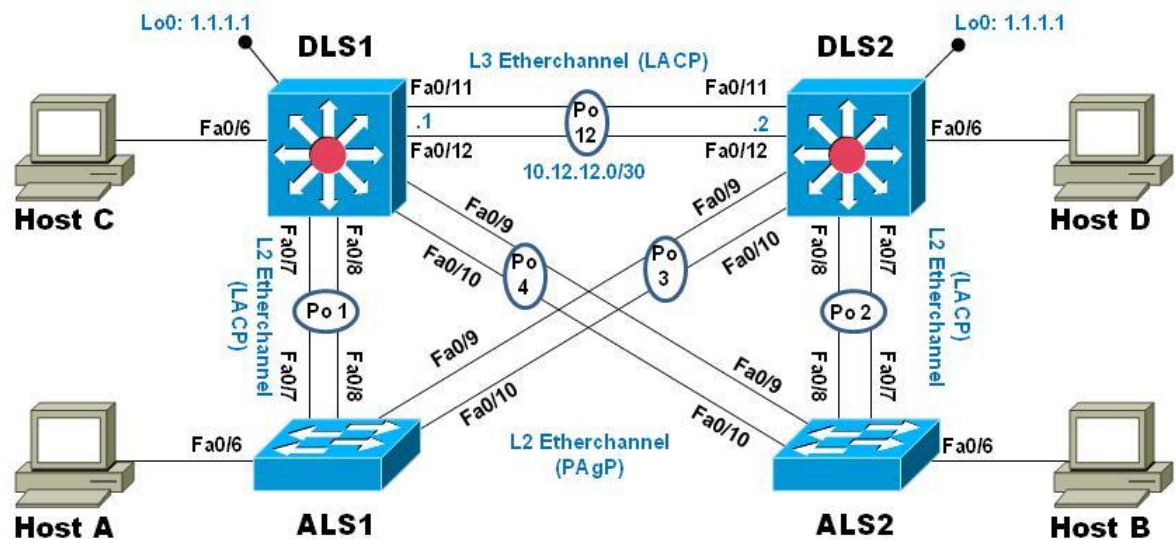 Lo0: 1.1.1.1
DLS1
DLS2
Lo0: 1.1.1.1
L3 Etherchannel (LACP)
Fa0/11
Fa0/11
Fa0/6
.1
Po
12
.2
Fa0/6
Fa0/12
Fa0/12
10.12.12.0/30
Host C
Host D
Fa0/9
Fa0/9
Fa0/10
Fa0/10
Fa0/7
Fa0/8
Po
4
Po
3
Fa0/8
Fa0/7
L2 Etherchannel
(LACP)
Po 1
Po 2
(LACP)
L2 Etherchannel
Fa0/7
Fa0/8
Fa0/9
Fa0/10
Fa0/9
Fa0/10
Fa0/8
Fa0/7
L2 Etherchannel
(PAgP)
Fa0/6
Fa0/6
Host A
ALS1
ALS2
Host B